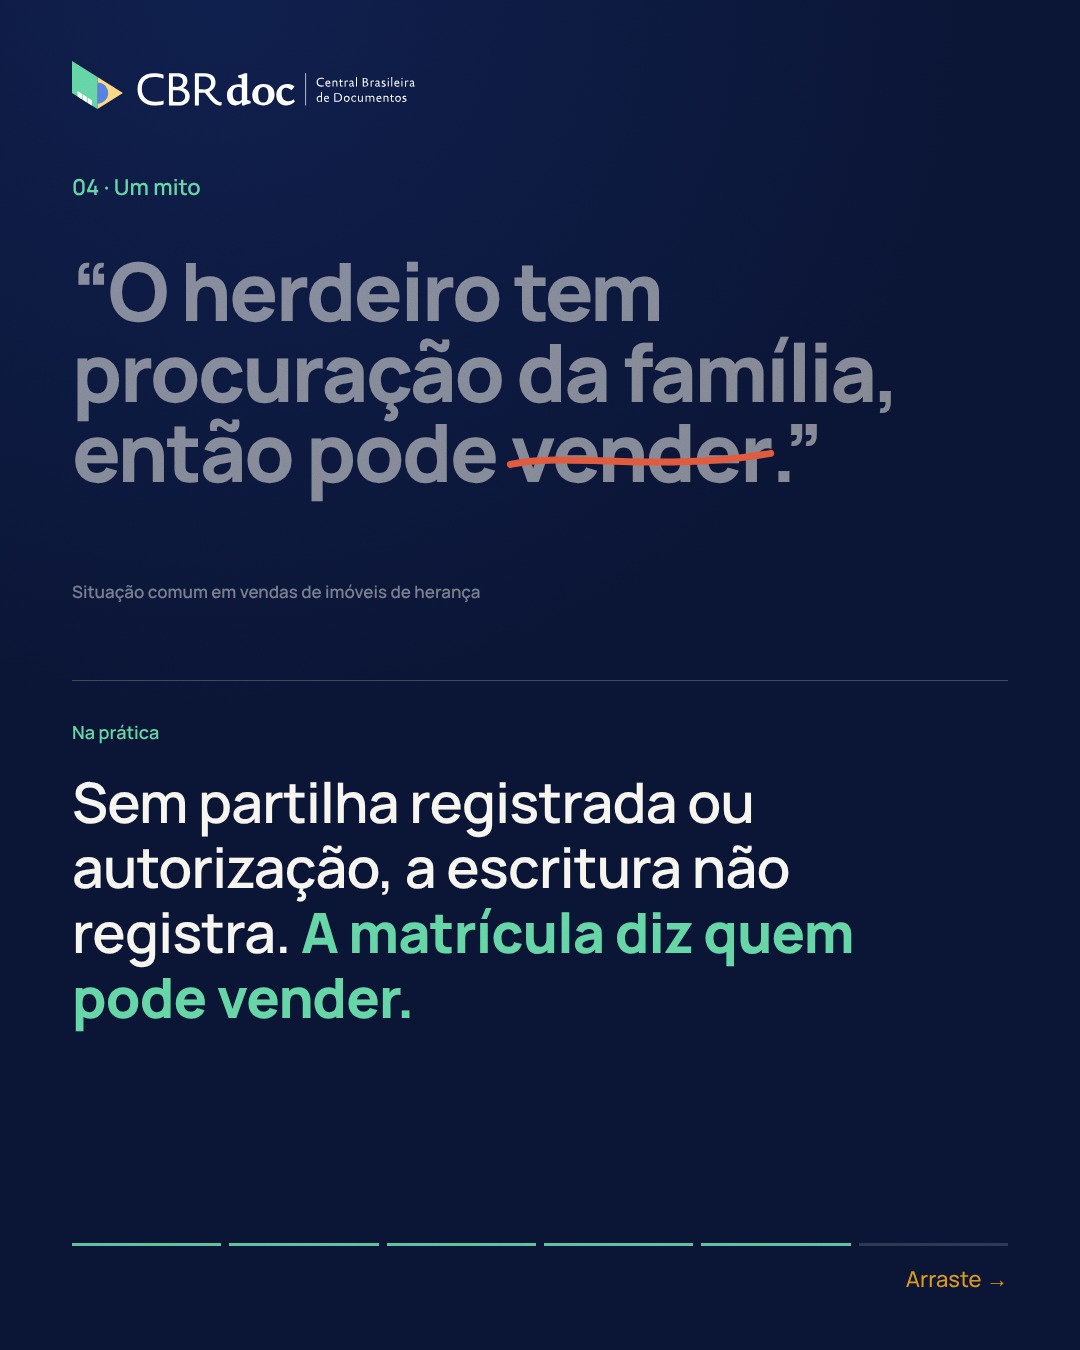 CBRdoc
Central Brasileira
de Documentos
04 · Um mito
“O herdeiro tem
procuração da família,
então pode vender.”
Situação comum em vendas de imóveis de herança
Na prática
Sem partilha registrada ou
autorização, a escritura não
registra. A matrícula diz quem
pode vender.
Arraste →